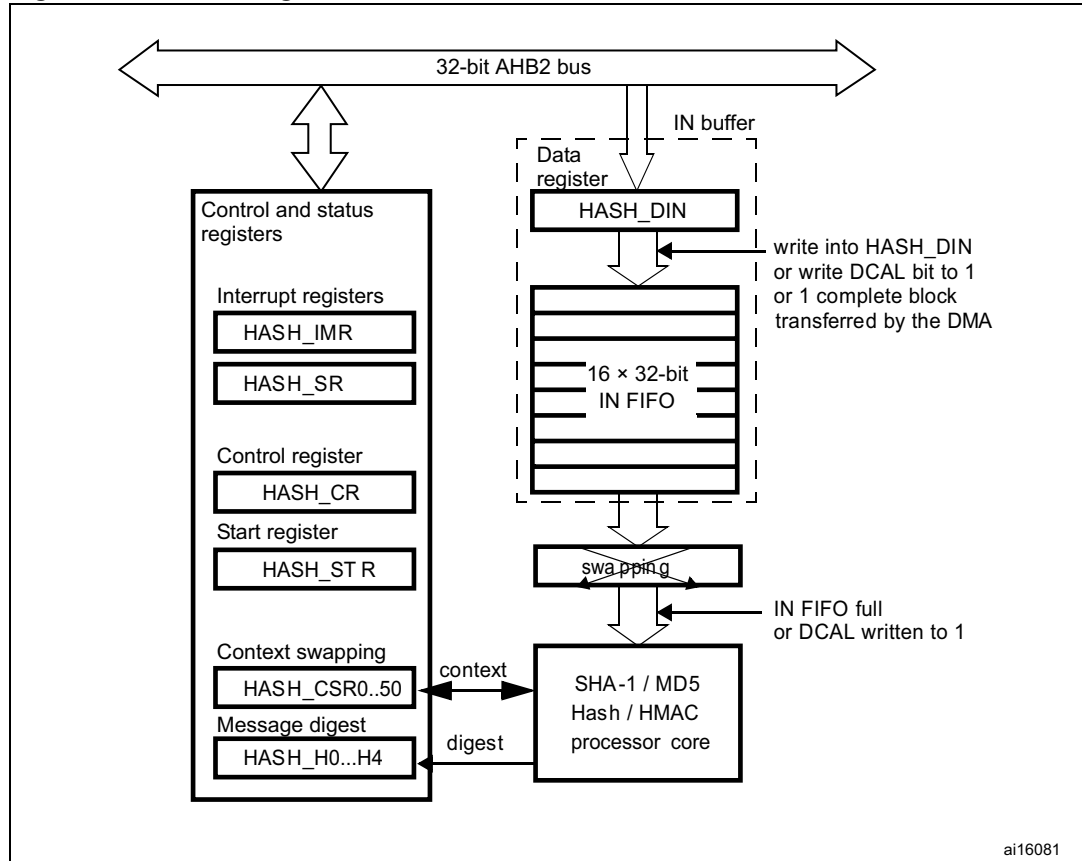 32-bit AHB2 bus
IN buffer
Data
register
HASH_DIN
write into HASH_DIN
or write DCAL bit to 1
or 1 complete block
transferred by the DMA
16 × 32-bit
IN FIFO
swapping
IN FIFO full
or DCAL written to 1
SHA-1 / MD5
Hash / HMAC
processor core
Control and status
registers
Interrupt registers
HASH_IMR
HASH_SR
Control register
HASH_CR
Start register
HASH_ST R
Context swapping
HASH_CSR0..50
context
Message digest
HASH_H0...H4
digest
ai16081